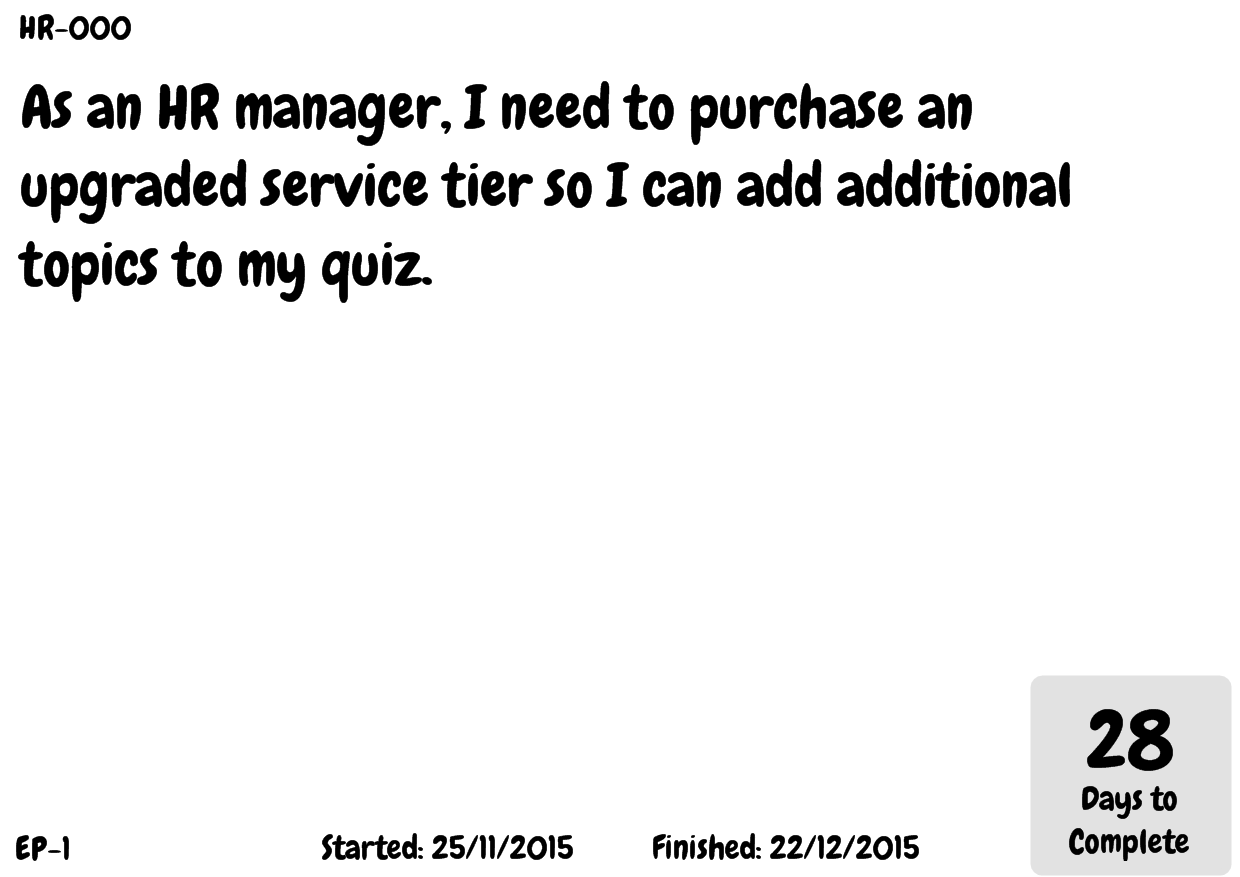 HR-000
As an HR manager, I need to purchase an
upgraded service tier so I can add additional
topics to my quiz.
28
Days to
Complete
EP-1
Started: 25/11/2015
Finished: 22/12/2015